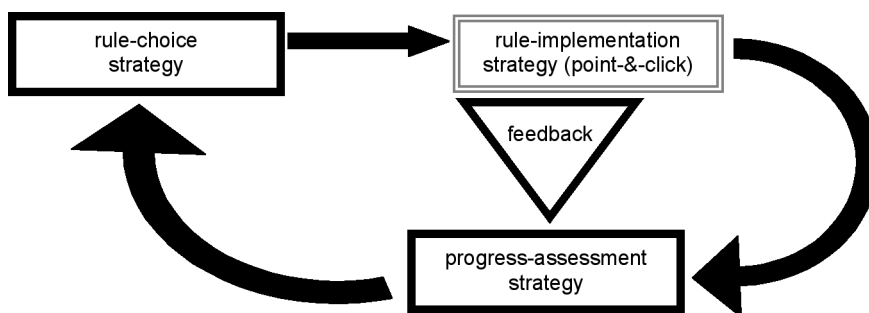 rule-choice
strategy
rule-implementation
strategy (point-&-click)
feedback
progress-assessment
strategy